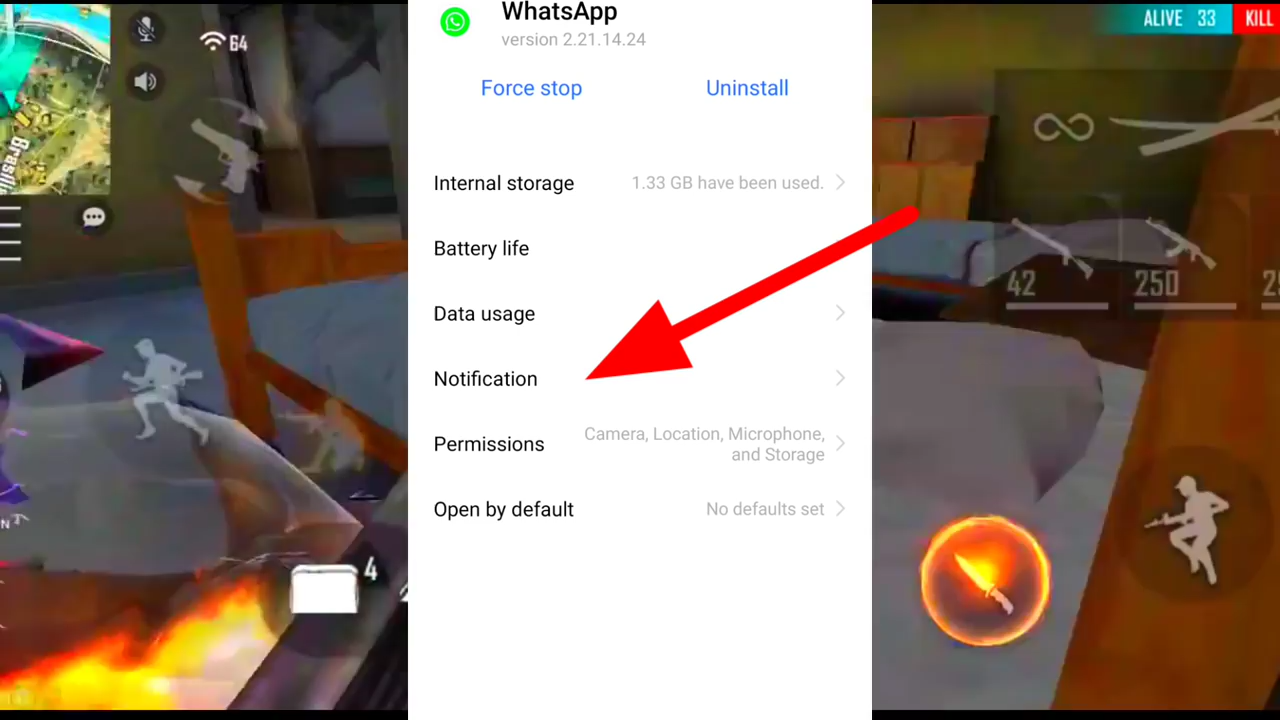 WhatsApp
version 2.21.14.24
Force stop
Uninstall
Internal storage
1.33 GB have been used.
Battery life
Data usage
Notification
Permissions
Camera, Location, Microphone,
and Storage
Open by default
No defaults set
64
4
ALIVE 33
KILL
42
250